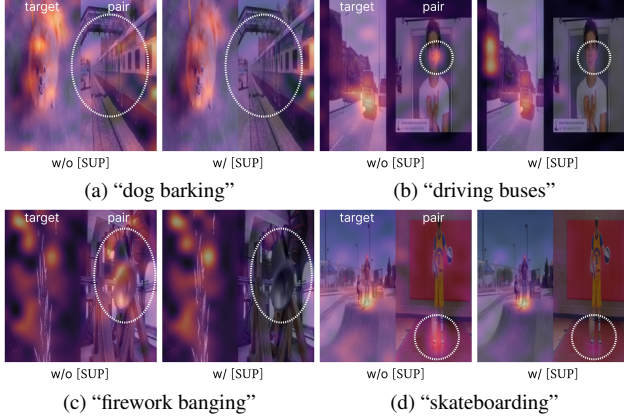 target pair target pair
w/o [SUP] w/ [SUP] w/o [SUP] w/ [SUP]
(a) “dog barking” (b) “driving buses”
target pair target pair
w/o [SUP] w/ [SUP] w/o [SUP] w/ [SUP]
(c) “firework banging” (d) “skateboarding”